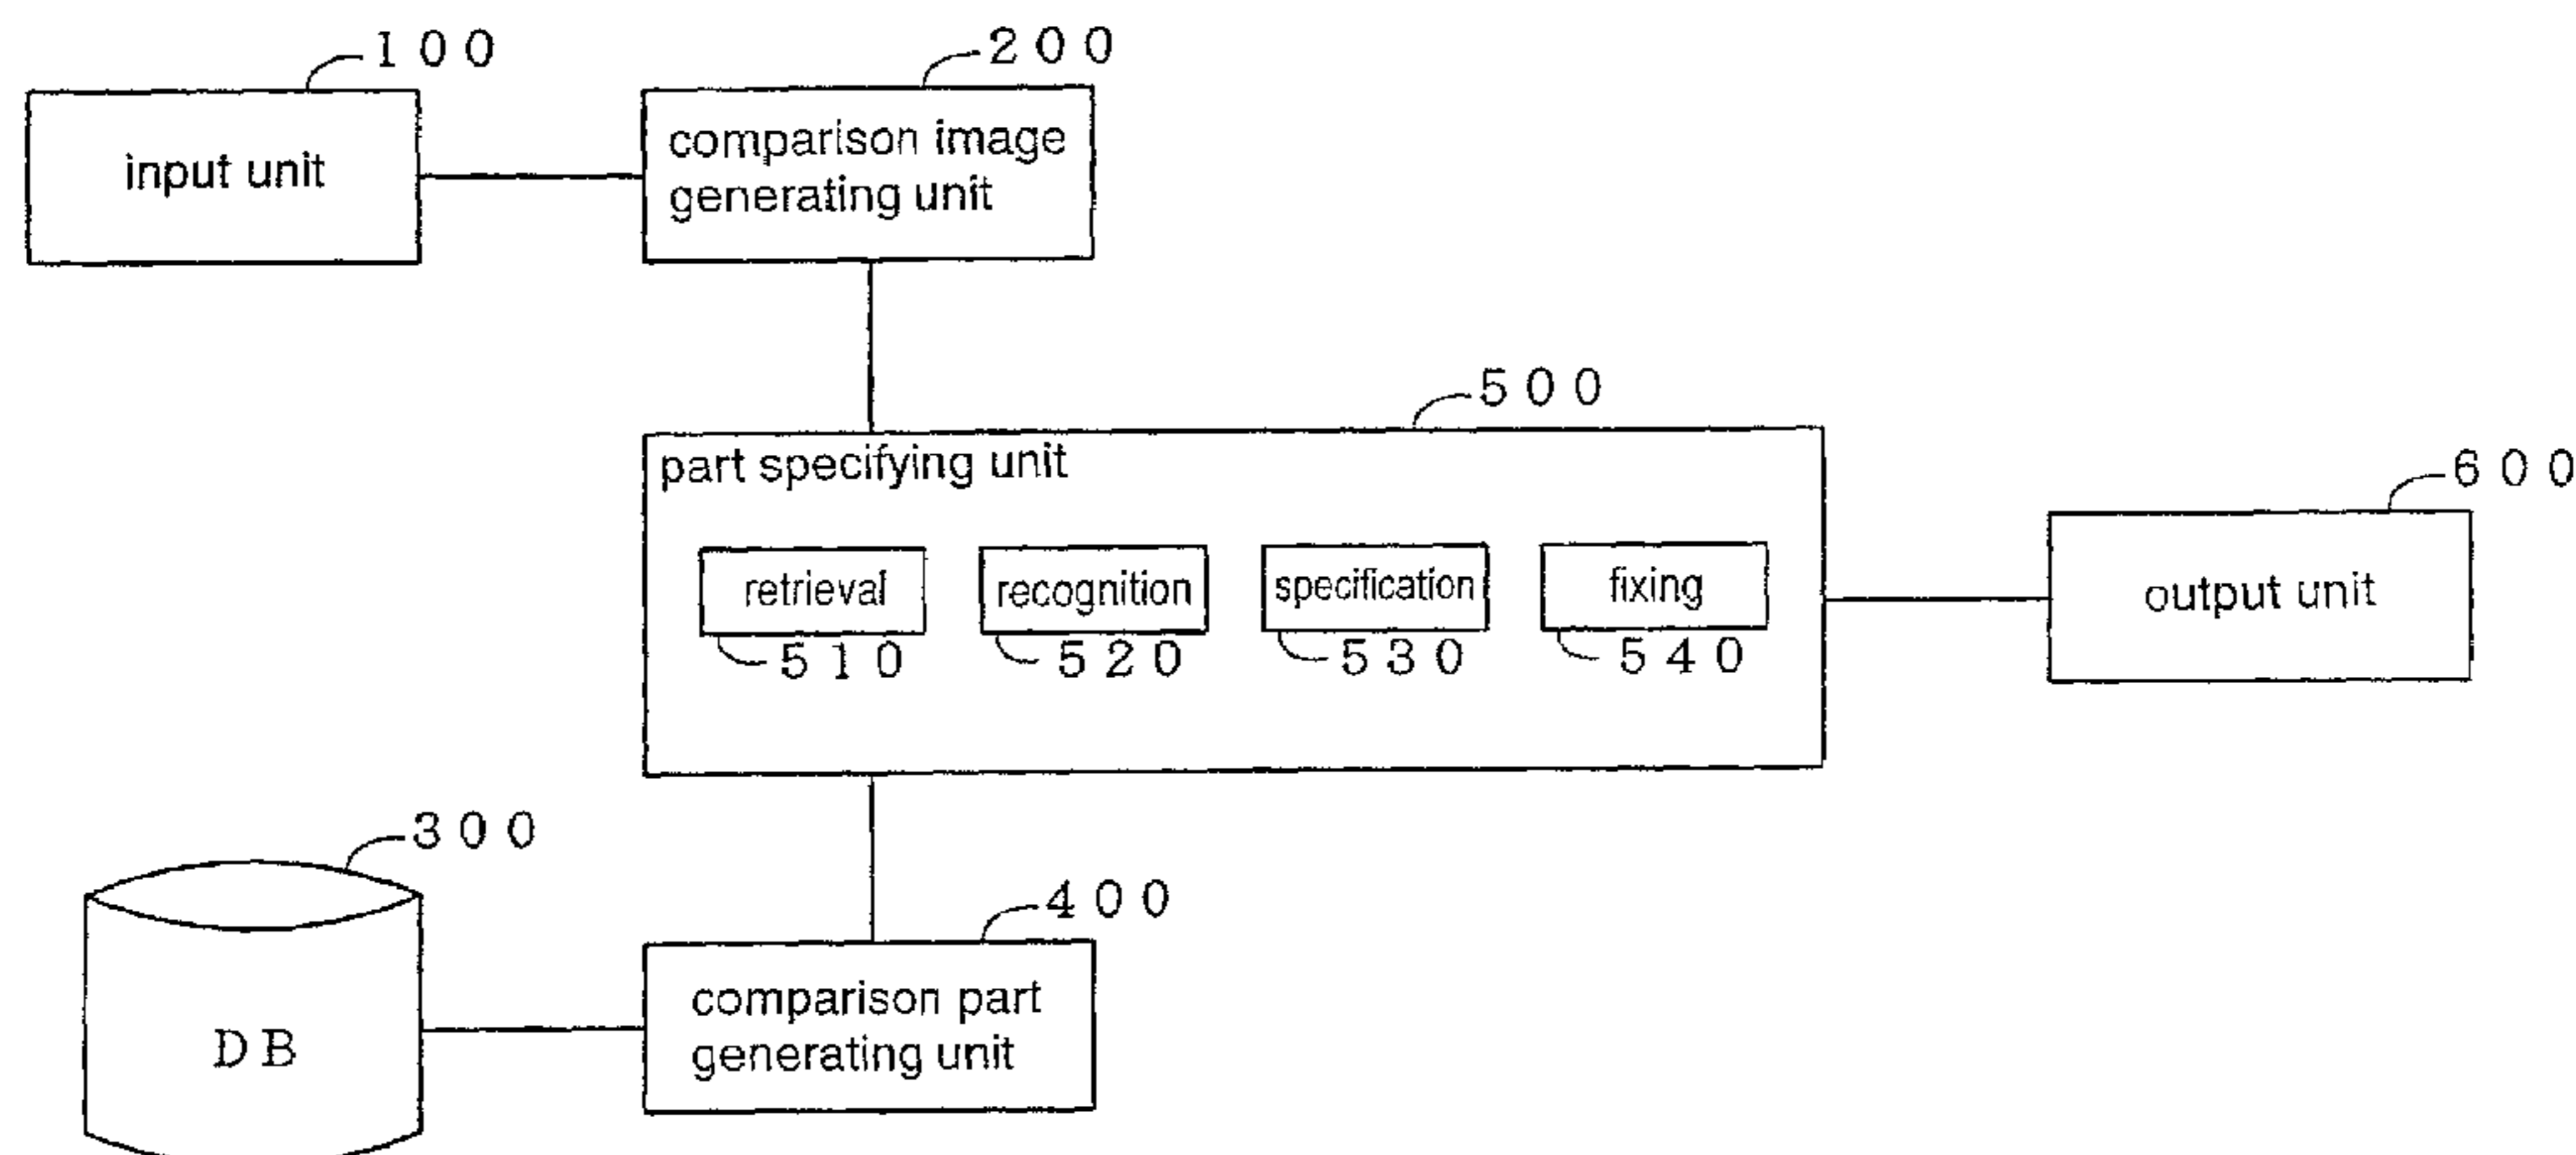 100
200
input unit
comparison image
generating unit
500
part specifying unit
600
retrieval
recognition
specification
fixing
510
520
530
540
output unit
300
DB
400
comparison part
generating unit